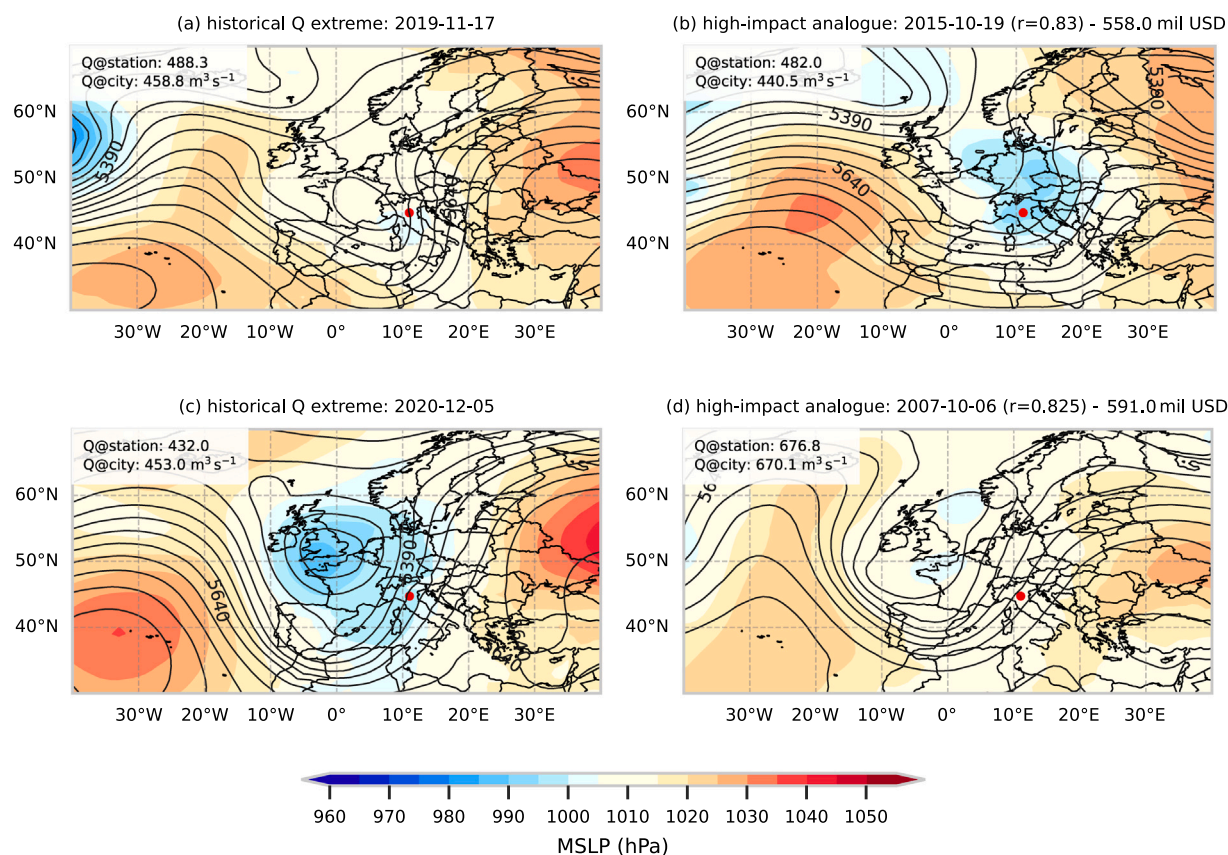 (a) historical Q extreme: 2019-11-17
(b) high-impact analogue: 2015-10-19 (r=0.83) - 558.0 mil USD
Q@station: 488.3
Q@city: 458.8 m³ s⁻¹
Q@station: 482.0
Q@city: 440.5 m³ s⁻¹
60°N
50°N
40°N
60°N
50°N
40°N
5390
5390
5640
5380
30°W 20°W 10°W 0° 10°E 20°E 30°E
30°W 20°W 10°W 0° 10°E 20°E 30°E
(c) historical Q extreme: 2020-12-05
(d) high-impact analogue: 2007-10-06 (r=0.825) - 591.0 mil USD
Q@station: 432.0
Q@city: 453.0 m³ s⁻¹
Q@station: 676.8
Q@city: 670.1 m³ s⁻¹
60°N
50°N
40°N
60°N
50°N
40°N
5390
5640
30°W 20°W 10°W 0° 10°E 20°E 30°E
30°W 20°W 10°W 0° 10°E 20°E 30°E
960 970 980 990 1000 1010 1020 1030 1040 1050
MSLP (hPa)